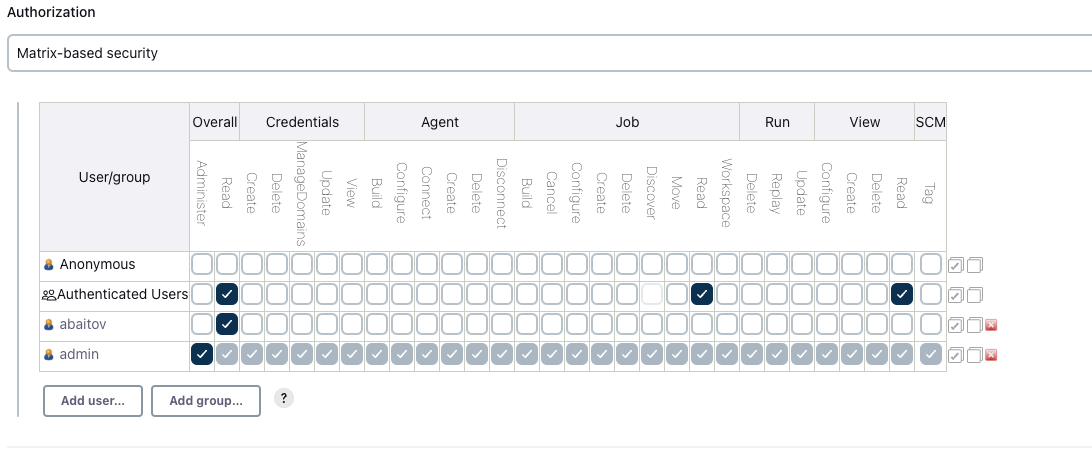 Authorization
Matrix-based security
User/group
Overall Credentials Agent Job Run View SCM
Administer
Read
Create
Delete
ManageDomains
Update
View
Build
Configure
Connect
Create
Delete
Disconnect
Build
Cancel
Configure
Create
Delete
Discover
Move
Read
Workspace
Delete
Replay
Update
Configure
Create
Delete
Read
Tag
Anonymous
Authenticated Users
abaitov
admin
Add user... Add group... ?